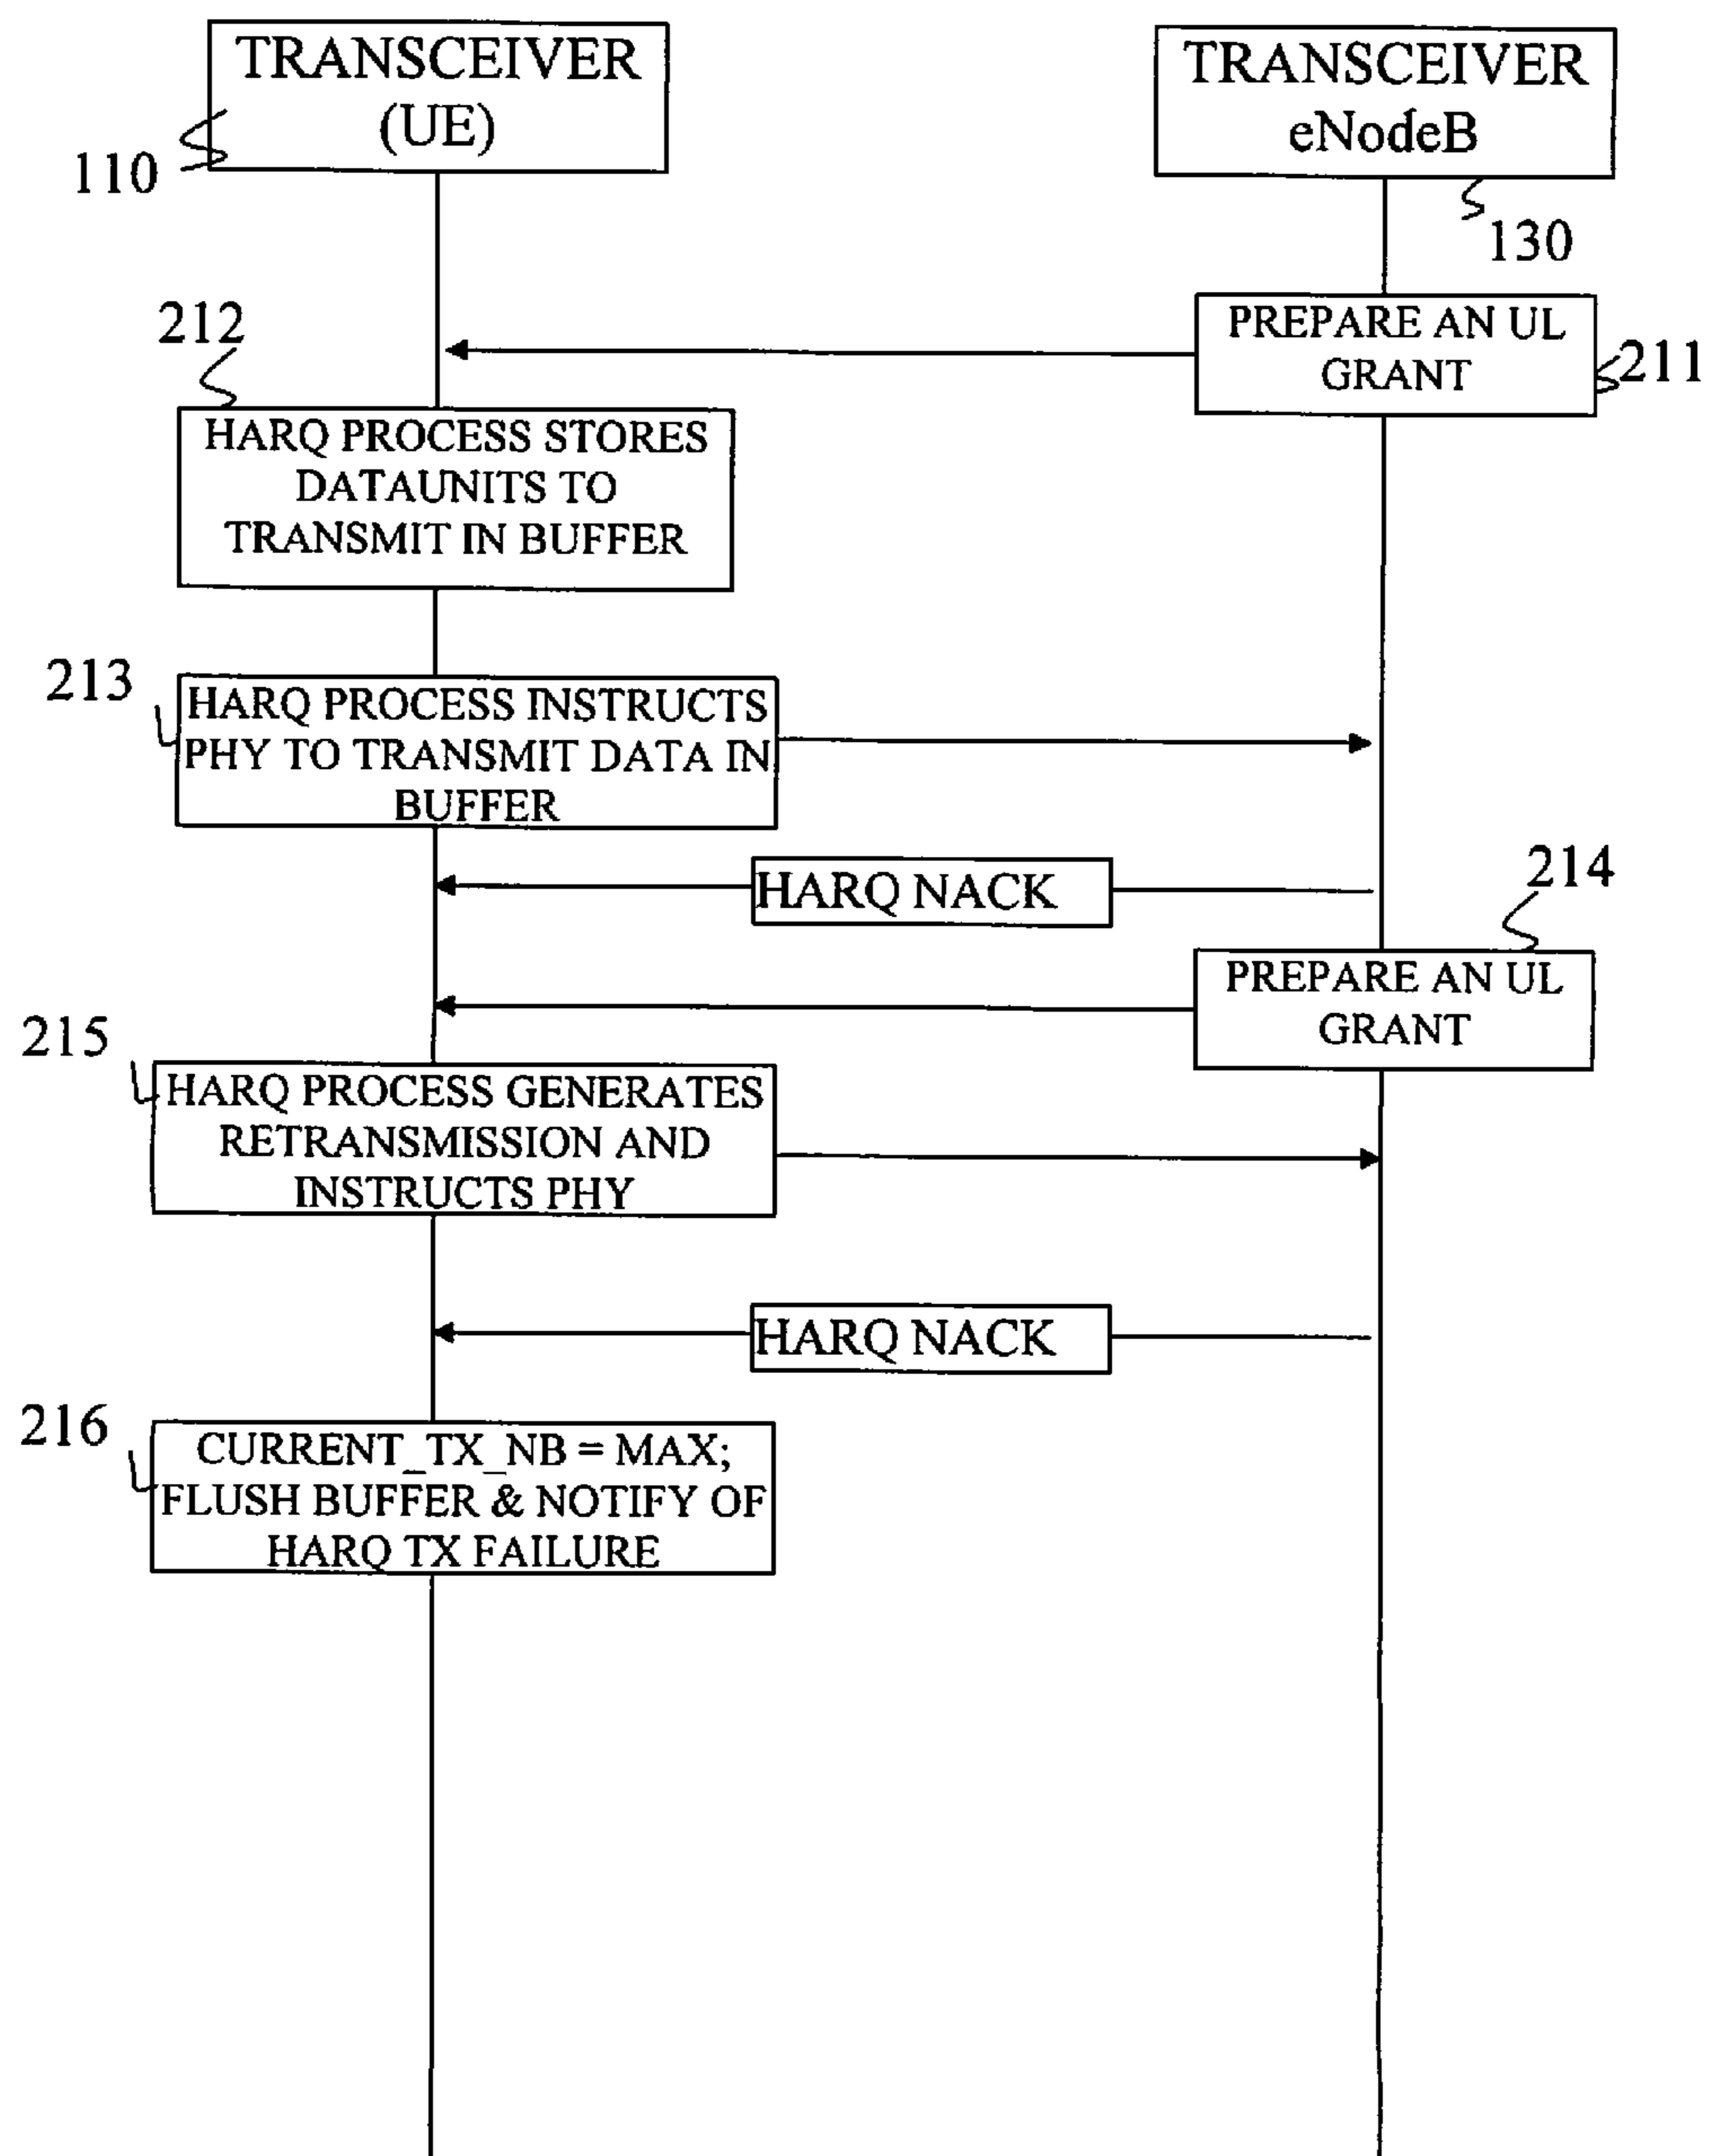 TRANSCEIVER
(UE)
110
TRANSCEIVER
eNodeB
130
PREPARE AN UL
GRANT
211
212
HARQ PROCESS STORES
DATAUNITS TO
TRANSMIT IN BUFFER
213
HARQ PROCESS INSTRUCTS
PHY TO TRANSMIT DATA IN
BUFFER
HARQ NACK
214
PREPARE AN UL
GRANT
215
HARQ PROCESS GENERATES
RETRANSMISSION AND
INSTRUCTS PHY
HARQ NACK
216
CURRENT_TX_NB = MAX;
FLUSH BUFFER & NOTIFY OF
HARQ TX FAILURE